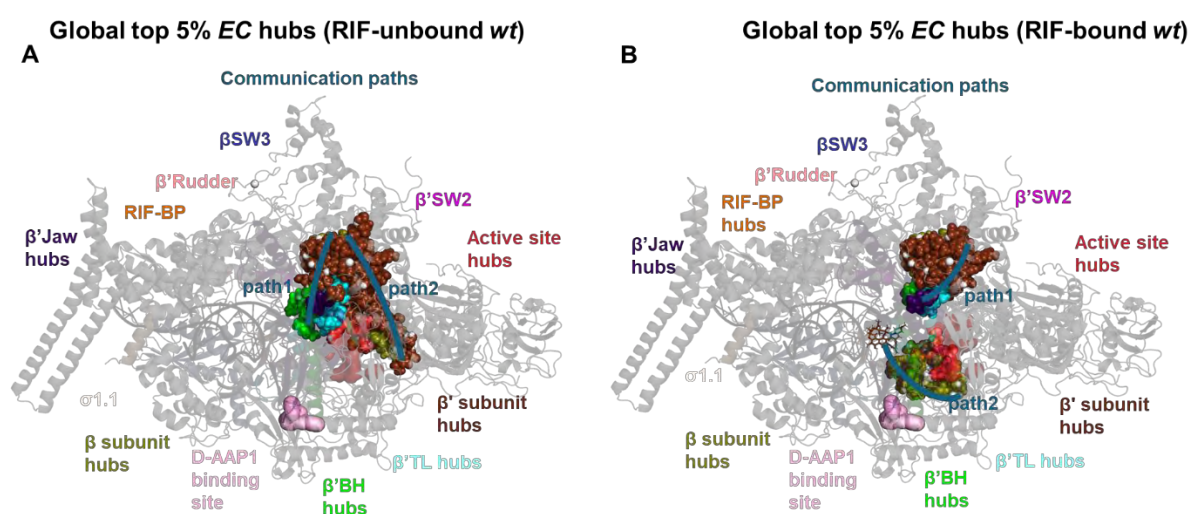 Global top 5% EC hubs (RIF-unbound wt)
A
Communication paths
βSW3
β'Rudder
RIF-BP
β'SW2
β'Jaw
hubs
Active site
hubs
path1
path2
σ1.1
β subunit
hubs
D-AAP1
binding
site
β'BH
hubs
β'TL hubs
β' subunit
hubs
Global top 5% EC hubs (RIF-bound wt)
B
Communication paths
βSW3
β'Rudder
RIF-BP
hubs
β'SW2
β'Jaw
hubs
Active site
hubs
path1
σ1.1
path2
β subunit
hubs
D-AAP1
binding
site
β'BH
hubs
β'TL hubs
β' subunit
hubs